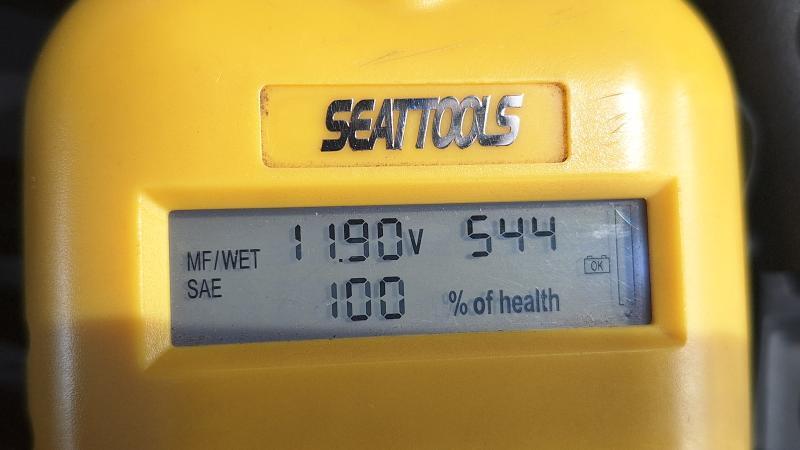 SEATTOOLS
MF/WET 11.90V 544
OK
SAE 100 % of health